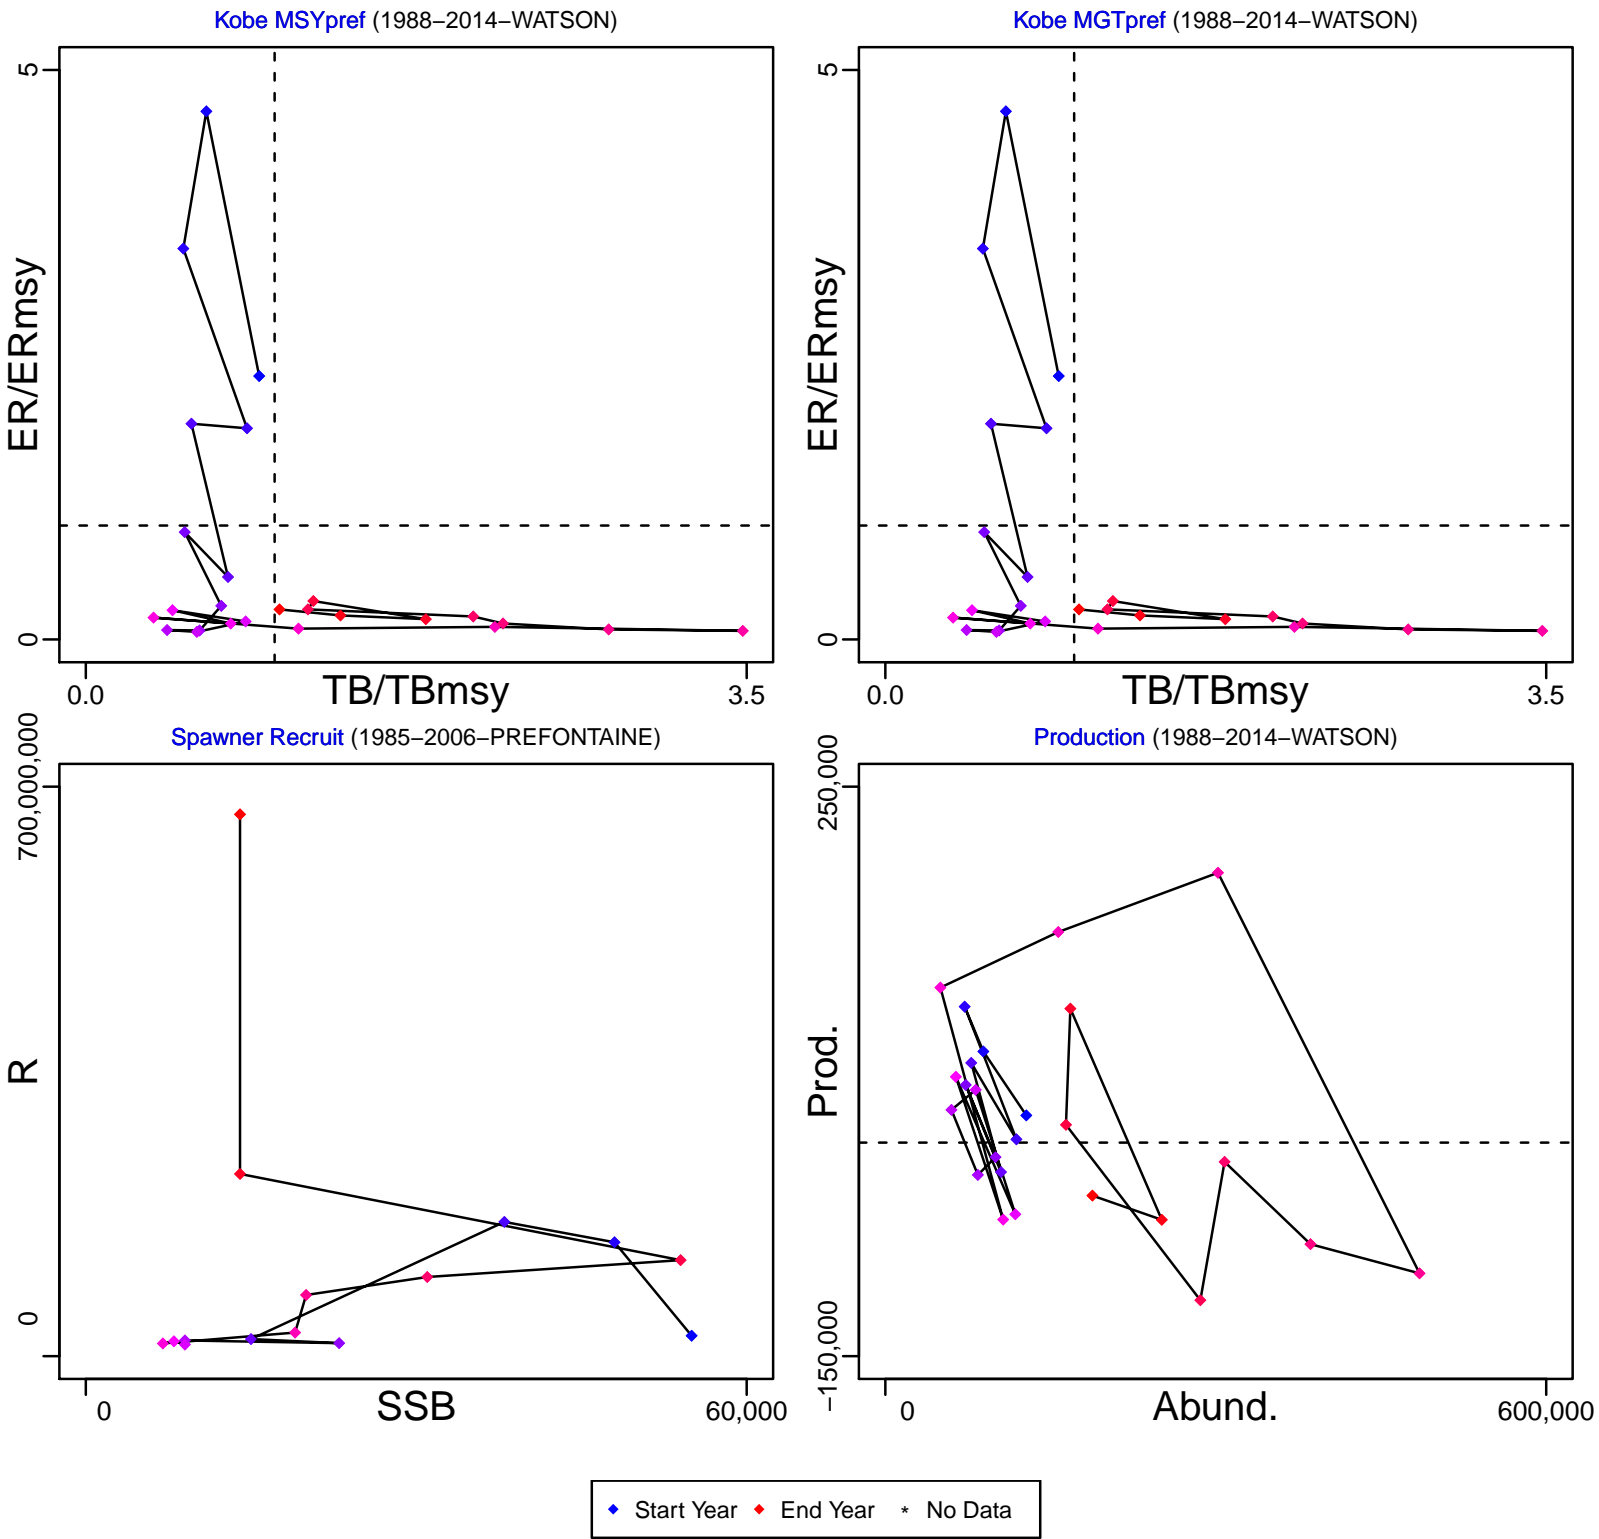 Kobe MSYpref (1988−2014−WATSON)
Kobe MGTpref (1988−2014−WATSON)
5
0
ER/ERmsy
0.0
TB/TBmsy
3.5
5
0
ER/ERmsy
0.0
TB/TBmsy
3.5
Spawner Recruit (1985−2006−PREFONTAINE)
Production (1988−2014−WATSON)
700,000,000
0
R
0
SSB
60,000
250,000
−150,000
Prod.
0
Abund.
600,000
Start Year End Year * No Data